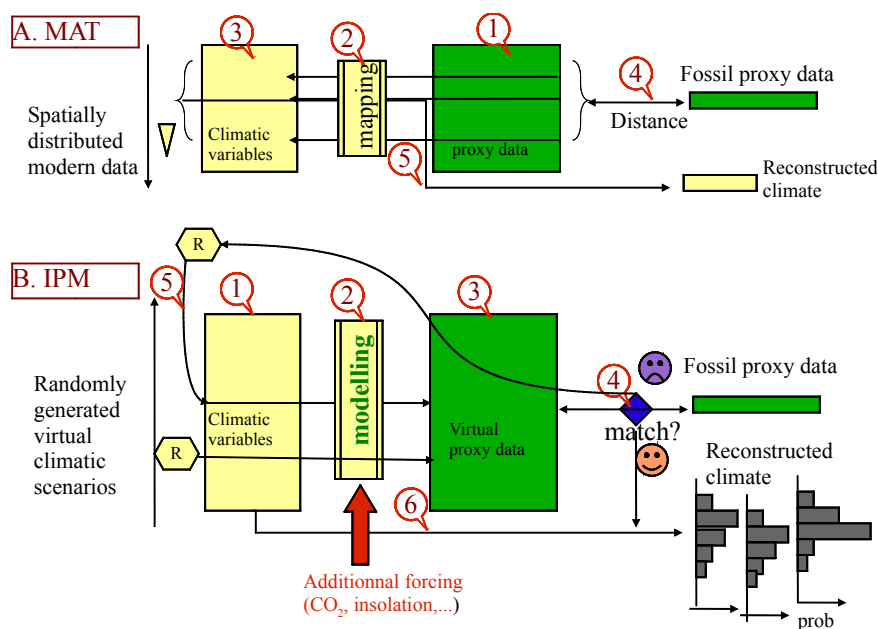 A. MAT
3
2
1
4
Fossil proxy data
Spatially
distributed
modern data
Climatic
variables
mapping
proxy data
Distance
5
Reconstructed
climate
R
B. IPM
5
1
2
3
Randomly
generated
virtual
climatic
scenarios
R
Climatic
variables
modelling
Virtual
proxy data
4
match?
Fossil proxy data
Reconstructed
climate
6
Additionnal forcing
(CO2, insolation,...)
prob